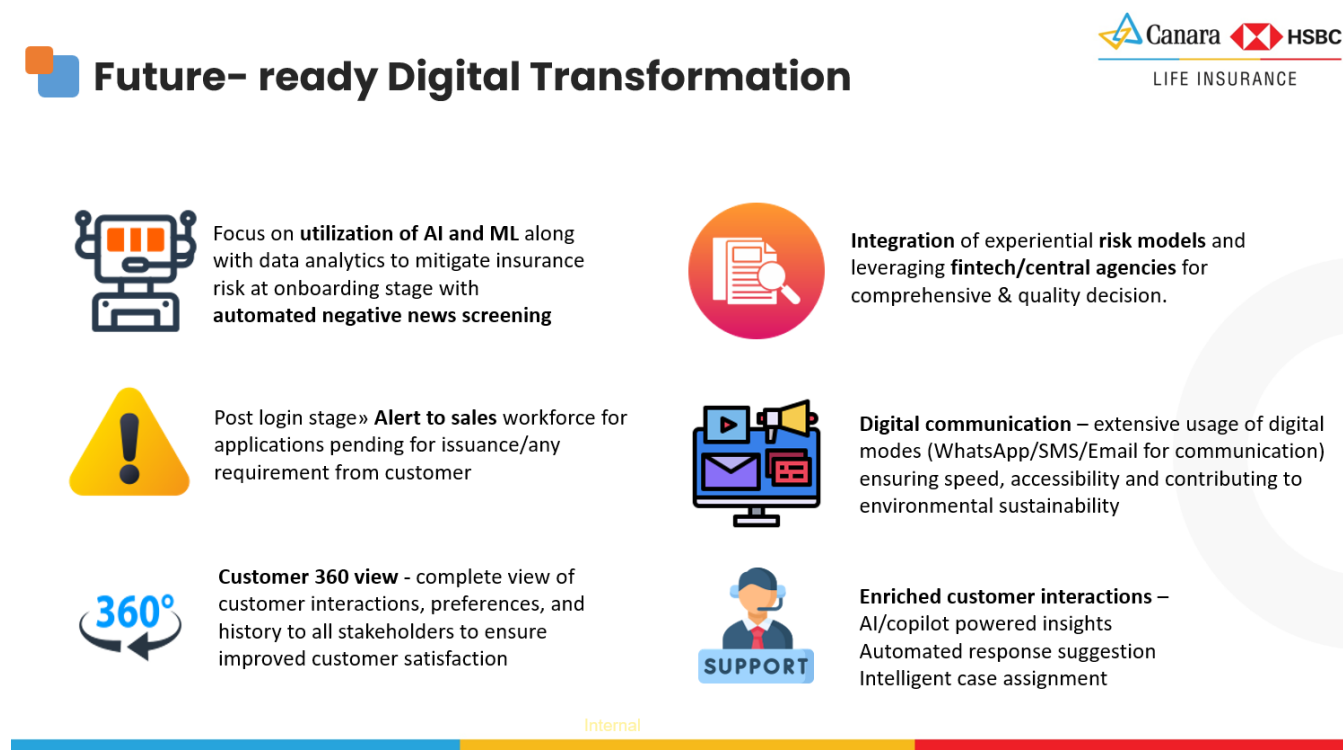 Canara HSBC
LIFE INSURANCE
Future- ready Digital Transformation
Focus on utilization of AI and ML along
with data analytics to mitigate insurance
risk at onboarding stage with
automated negative news screening
Integration of experiential risk models and
leveraging fintech/central agencies for
comprehensive & quality decision.
Post login stage» Alert to sales workforce for
applications pending for issuance/any
requirement from customer
Digital communication – extensive usage of digital
modes (WhatsApp/SMS/Email for communication)
ensuring speed, accessibility and contributing to
environmental sustainability
360°
Customer 360 view - complete view of
customer interactions, preferences, and
history to all stakeholders to ensure
improved customer satisfaction
SUPPORT
Enriched customer interactions –
AI/copilot powered insights
Automated response suggestion
Intelligent case assignment
Internal